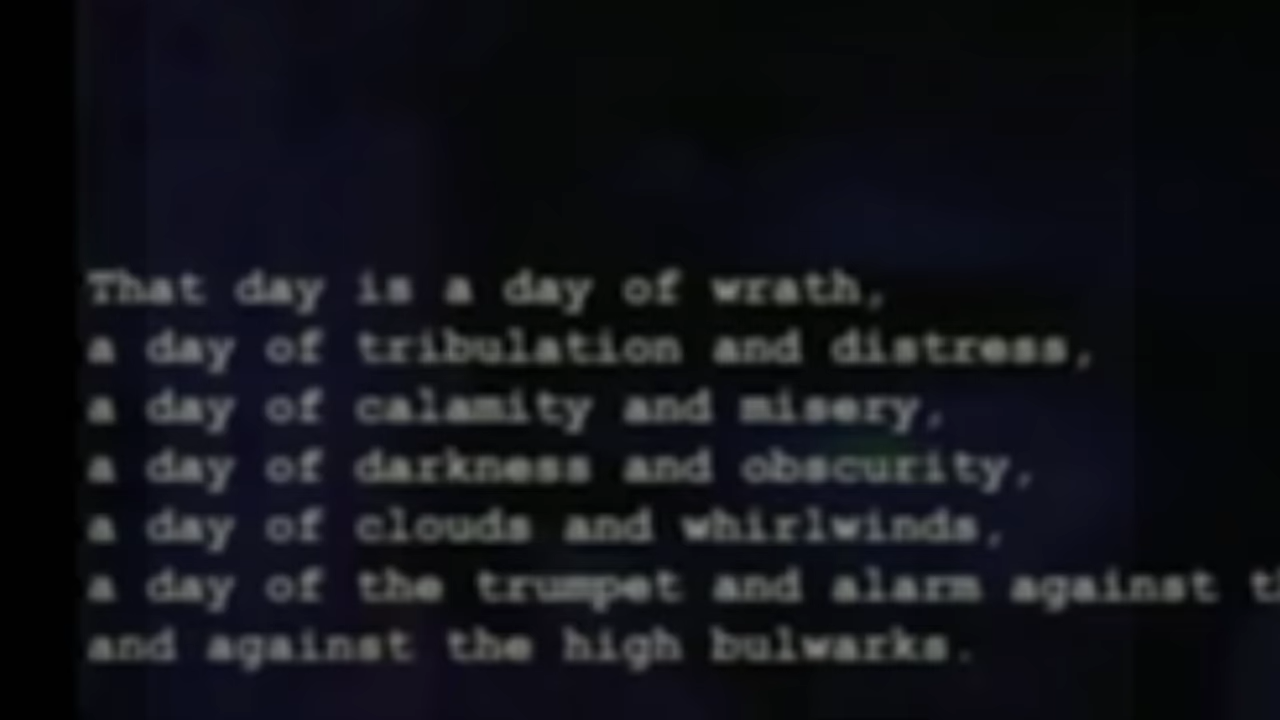 That day is a day of wrath,
a day of tribulation and distress,
a day of calamity and misery,
a day of darkness and obscurity,
a day of clouds and whirlwinds,
a day of the trumpet and alarm against
and against the high bulwarks.